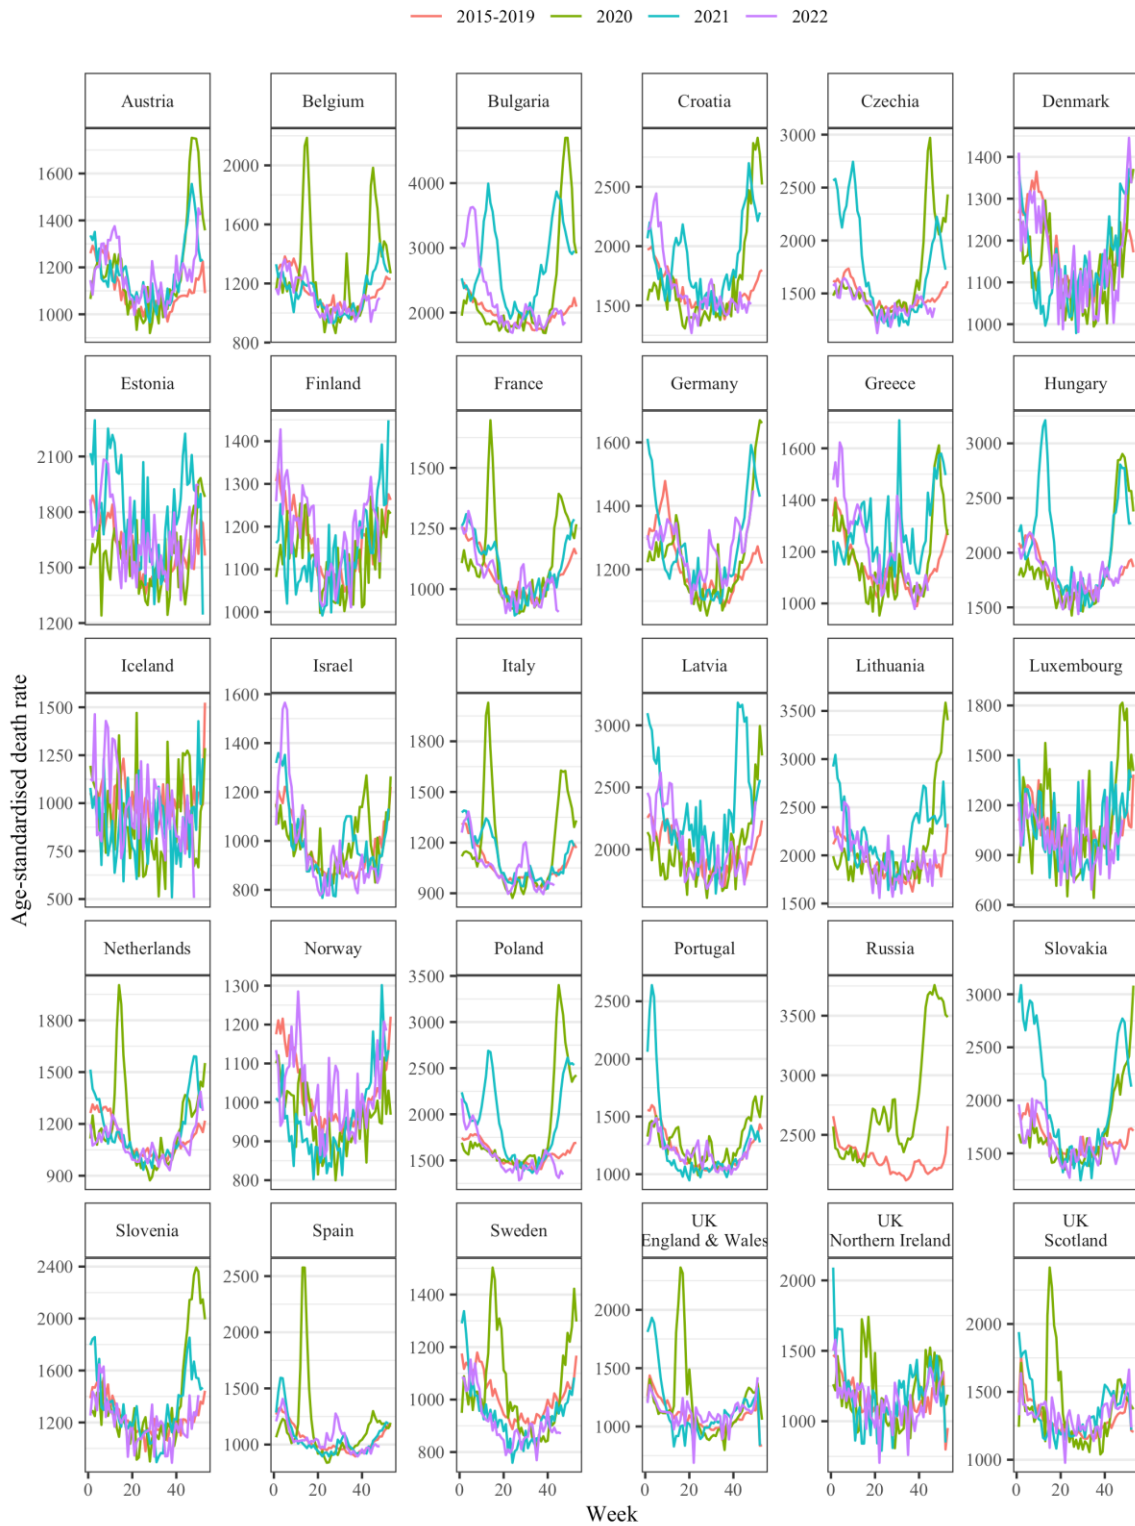 2015-2019 2020 2021 2022
Austria Belgium Bulgaria Croatia Czechia Denmark
1600 1400 1200 1000
2000 1600 1200 800
4000 3000 2000
2500 2000 1500
3000 2500 2000 1500
1400 1300 1200 1100 1000
Estonia Finland France Germany Greece Hungary
2100 1800 1500 1200
1400 1300 1200 1100 1000
1500 1250 1000
1600 1400 1200
1600 1400 1200 1000
3000 2500 2000 1500
Iceland Israel Italy Latvia Lithuania Luxembourg
1500 1250 1000 750 500
1600 1400 1200 1000 800
1800 1500 1200 900
3000 2500 2000
3500 3000 2500 2000 1500
1800 1500 1200 900 600
Age-standardised death rate
Netherlands Norway Poland Portugal Russia Slovakia
1800 1500 1200 900
1300 1200 1100 1000 900 800
3500 3000 2500 2000 1500
2500 2000 1500 1000
3500 3000 2500
3000 2500 2000 1500
Slovenia Spain Sweden UK England & Wales UK Northern Ireland UK Scotland
2400 2000 1600 1200
2500 2000 1500 1000
1400 1200 1000 800
2000 1500 1000
2000 1500 1000
2000 1500 1000
0 20 40 0 20 40 0 20 40 0 20 40 0 20 40 0 20 40
Week